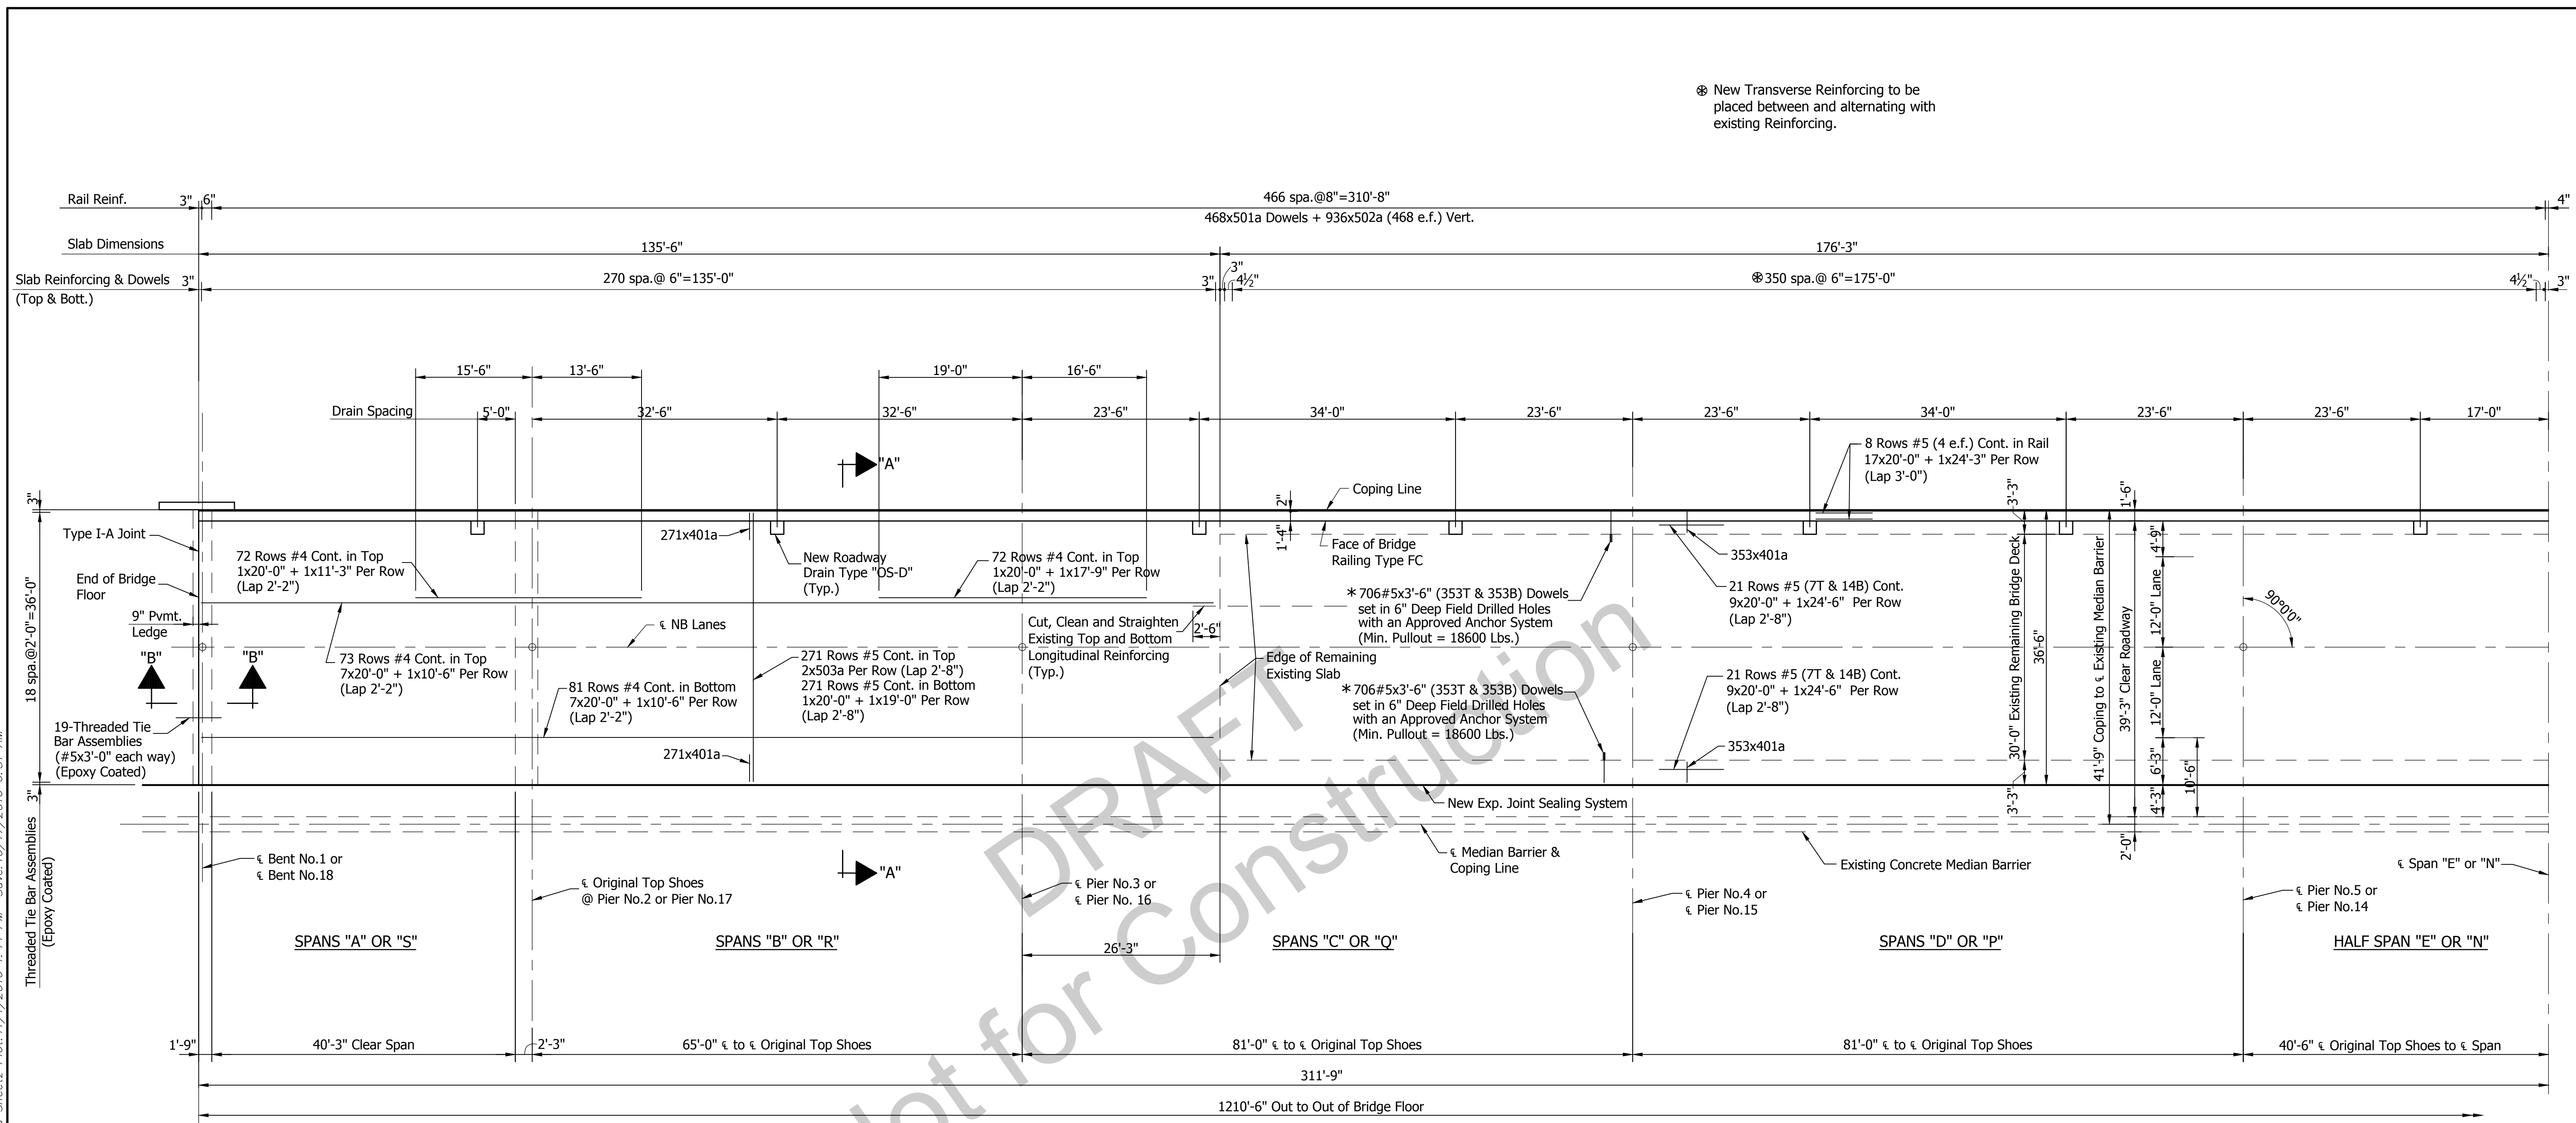 ⊛ New Transverse Reinforcing to be
placed between and alternating with
existing Reinforcing.
Rail Reinf.
3"
6"
466 spa.@8"=310'-8"
4"
468x501a Dowels + 936x502a (468 e.f.) Vert.
Slab Dimensions
135'-6"
176'-3"
Slab Reinforcing & Dowels
(Top & Bott.)
3"
270 spa.@ 6"=135'-0"
3"
3"
4½"
⊛350 spa.@ 6"=175'-0"
4½"
3"
15'-6"
13'-6"
19'-0"
16'-6"
Drain Spacing
5'-0"
32'-6"
32'-6"
23'-6"
34'-0"
23'-6"
23'-6"
34'-0"
23'-6"
23'-6"
17'-0"
"A"
8 Rows #5 (4 e.f.) Cont. in Rail
17x20'-0" + 1x24'-3" Per Row
(Lap 3'-0")
3"
18 spa.@2'-0"=36'-0"
3"
Threaded Tie Bar Assemblies
(Epoxy Coated)
Type I-A Joint
End of Bridge
Floor
9" Pvmt.
Ledge
"B"
"B"
19-Threaded Tie
Bar Assemblies
(#5x3'-0" each way)
(Epoxy Coated)
72 Rows #4 Cont. in Top
1x20'-0" + 1x11'-3" Per Row
(Lap 2'-2")
73 Rows #4 Cont. in Top
7x20'-0" + 1x10'-6" Per Row
(Lap 2'-2")
81 Rows #4 Cont. in Bottom
7x20'-0" + 1x10'-6" Per Row
(Lap 2'-2")
271x401a
271x401a
℄ NB Lanes
New Roadway
Drain Type "OS-D"
(Typ.)
72 Rows #4 Cont. in Top
1x20'-0" + 1x17'-9" Per Row
(Lap 2'-2")
271 Rows #5 Cont. in Top
2x503a Per Row (Lap 2'-8")
271 Rows #5 Cont. in Bottom
1x20'-0" + 1x19'-0" Per Row
(Lap 2'-8")
Cut, Clean and Straighten
Existing Top and Bottom
Longitudinal Reinforcing
(Typ.)
2'-6"
2"
1'-4"
Coping Line
Face of Bridge
Railing Type FC
Edge of Remaining
Existing Slab
* 706#5x3'-6" (353T & 353B) Dowels
set in 6" Deep Field Drilled Holes
with an Approved Anchor System
(Min. Pullout = 18600 Lbs.)
* 706#5x3'-6" (353T & 353B) Dowels
set in 6" Deep Field Drilled Holes
with an Approved Anchor System
(Min. Pullout = 18600 Lbs.)
353x401a
21 Rows #5 (7T & 14B) Cont.
9x20'-0" + 1x24'-6" Per Row
(Lap 2'-8")
21 Rows #5 (7T & 14B) Cont.
9x20'-0" + 1x24'-6" Per Row
(Lap 2'-8")
353x401a
3'-3"
30'-0" Existing Remaining Bridge Deck
3'-3"
36'-6"
41'-9" Coping to ℄ Existing Median Barrier
1'-6"
39'-3" Clear Roadway
2'-0"
4'-9"
12'-0" Lane
12'-0" Lane
6'-3"
4'-3"
10'-6"
90°0'0"
New Exp. Joint Sealing System
℄ Median Barrier &
Coping Line
Existing Concrete Median Barrier
℄ Span "E" or "N"
℄ Bent No.1 or
℄ Bent No.18
℄ Original Top Shoes
@ Pier No.2 or Pier No.17
"A"
℄ Pier No.3 or
℄ Pier No. 16
℄ Pier No.4 or
℄ Pier No.15
℄ Pier No.5 or
℄ Pier No.14
SPANS "A" OR "S"
SPANS "B" OR "R"
SPANS "C" OR "Q"
SPANS "D" OR "P"
HALF SPAN "E" OR "N"
26'-3"
1'-9"
40'-3" Clear Span
2'-3"
65'-0" ℄ to ℄ Original Top Shoes
81'-0" ℄ to ℄ Original Top Shoes
81'-0" ℄ to ℄ Original Top Shoes
40'-6" ℄ Original Top Shoes to ℄ Span
311'-9"
1210'-6" Out to Out of Bridge Floor
DRAFT
Not for Construction